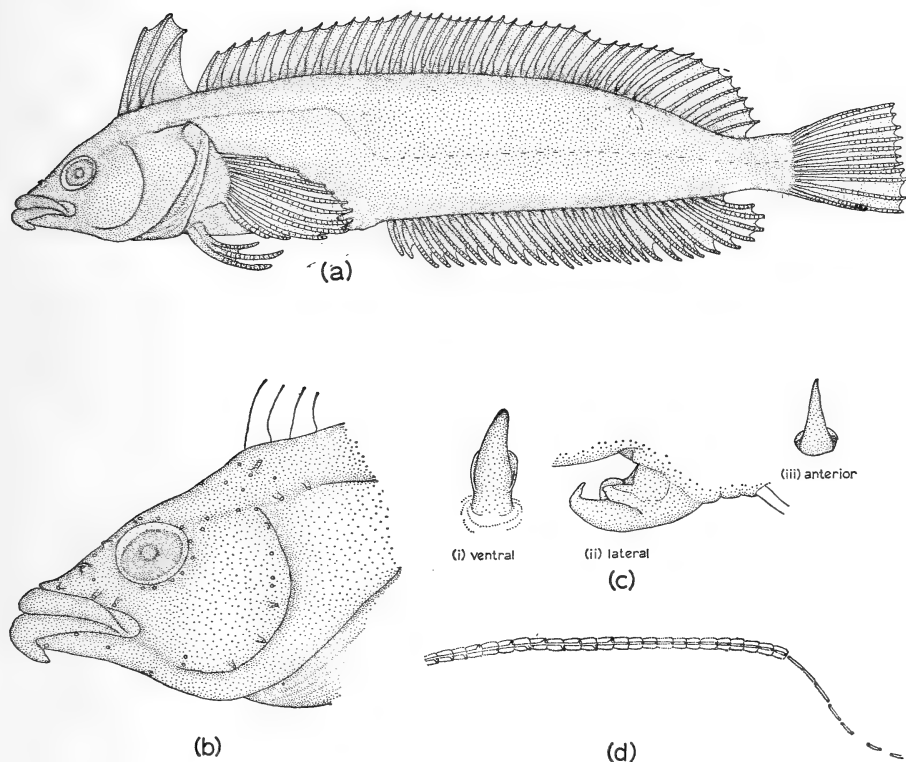 (a)
(i) ventral
(ii) lateral
(iii) anterior
(c)
(b)
(d)